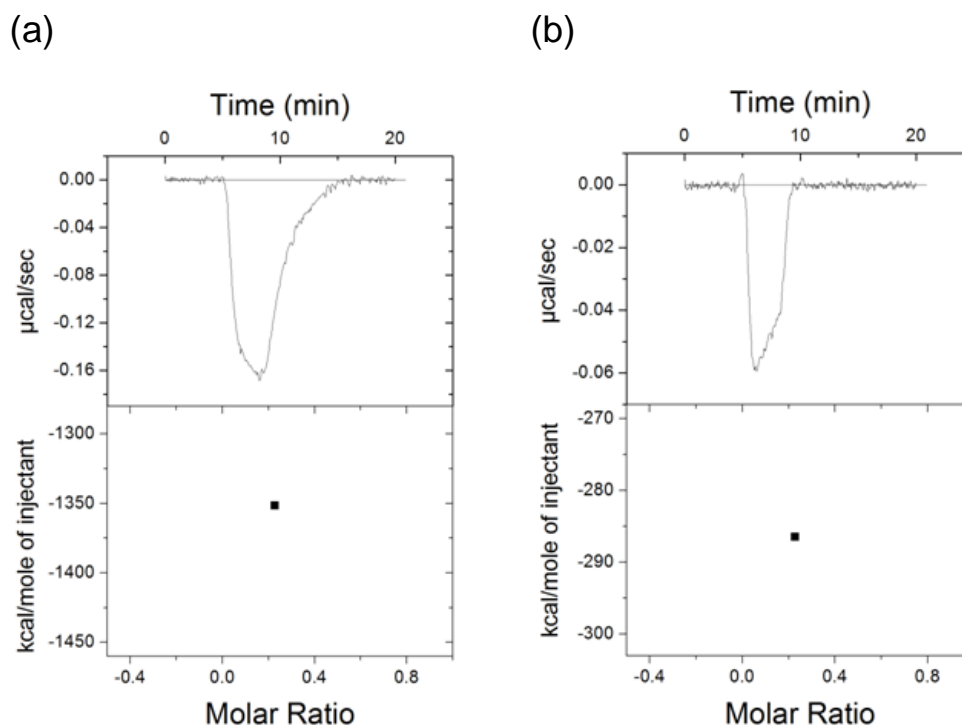 (a)
Time (min)
0 10 20
0.00
-0.04
-0.08
-0.12
-0.16
µcal/sec
-1300
-1350
-1400
-1450
kcal/mole of injectant
-0.4 0.0 0.4 0.8
Molar Ratio
(b)
Time (min)
0 10 20
0.00
-0.02
-0.04
-0.06
µcal/sec
-270
-280
-290
-300
kcal/mole of injectant
-0.4 0.0 0.4 0.8
Molar Ratio